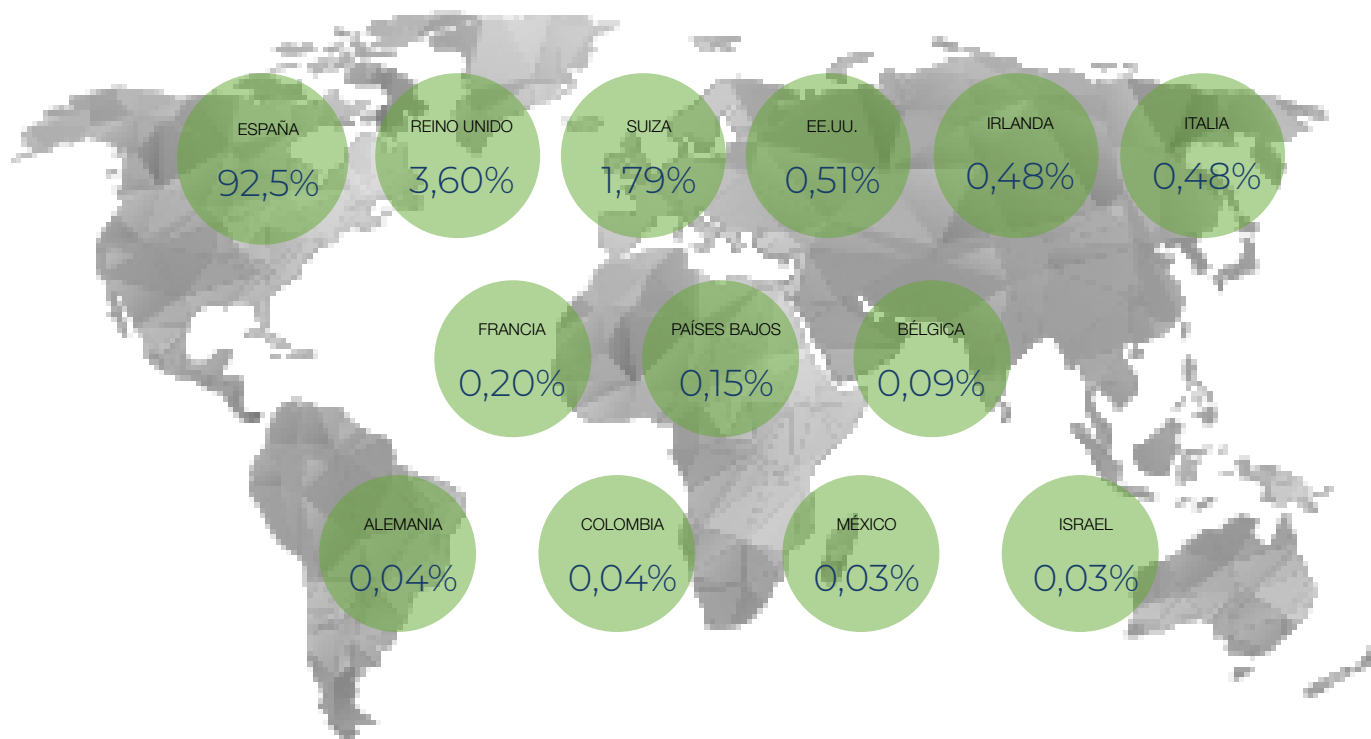 ESPAÑA
92,5%
REINO UNIDO
3,60%
SUIZA
1,79%
EE.UU.
0,51%
IRLANDA
0,48%
ITALIA
0,48%
FRANCIA
0,20%
PAÍSES BAJOS
0,15%
BÉLGICA
0,09%
ALEMANIA
0,04%
COLOMBIA
0,04%
MÉXICO
0,03%
ISRAEL
0,03%